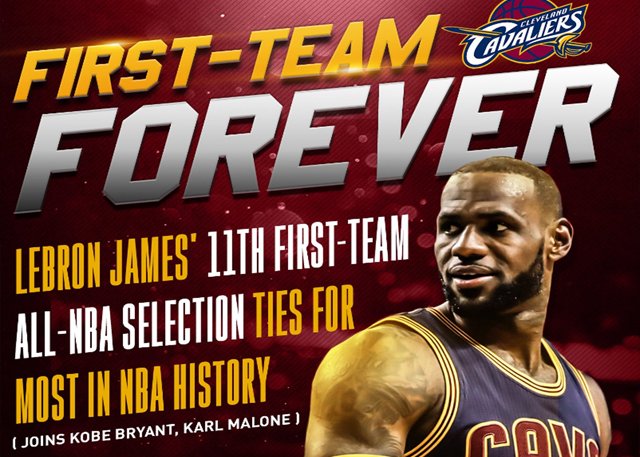 FIRST-TEAM
CLEVELAND
CAVALIERS
FOREVER
LEBRON JAMES' 11TH FIRST-TEAM
ALL-NBA SELECTION TIES FOR
MOST IN NBA HISTORY
( JOINS KOBE BRYANT, KARL MALONE )
CAVS